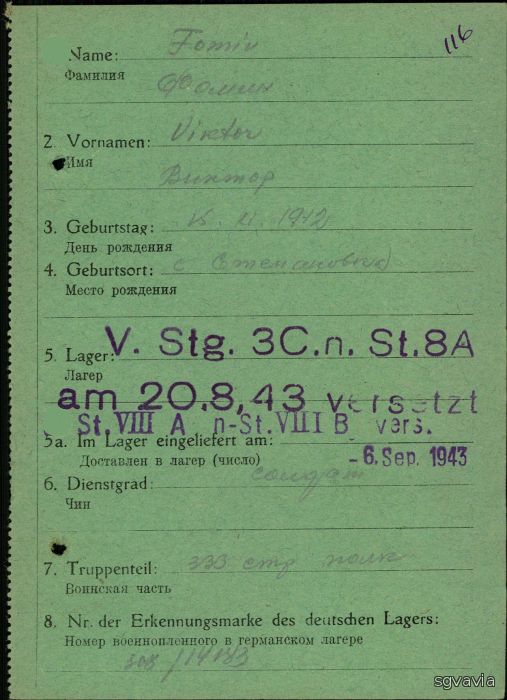 116
Name: Fomin
Фамилия
Фомин
2. Vornamen: Viktor
Имя
Виктор
3. Geburtstag: 15. 11. 1912
День рождения
4. Geburtsort: с Степановка
Место рождения
5. Lager: V. Stg. 3C.n. St.8A
Лагер
am 20.8,43 versetzt
St. VIII A n-St. VIII B vers.
5a. Im Lager eingeliefert am:
Доставлен в лагер (число) - 6. Sep. 1943
6. Dienstgrad: солдат
Чин
7. Truppenteil: 333 стр полк
Воинская часть
8. Nr. der Erkennungsmarke des deutschen Lagers:
Номер военнопленного в германском лагере
sgvavia